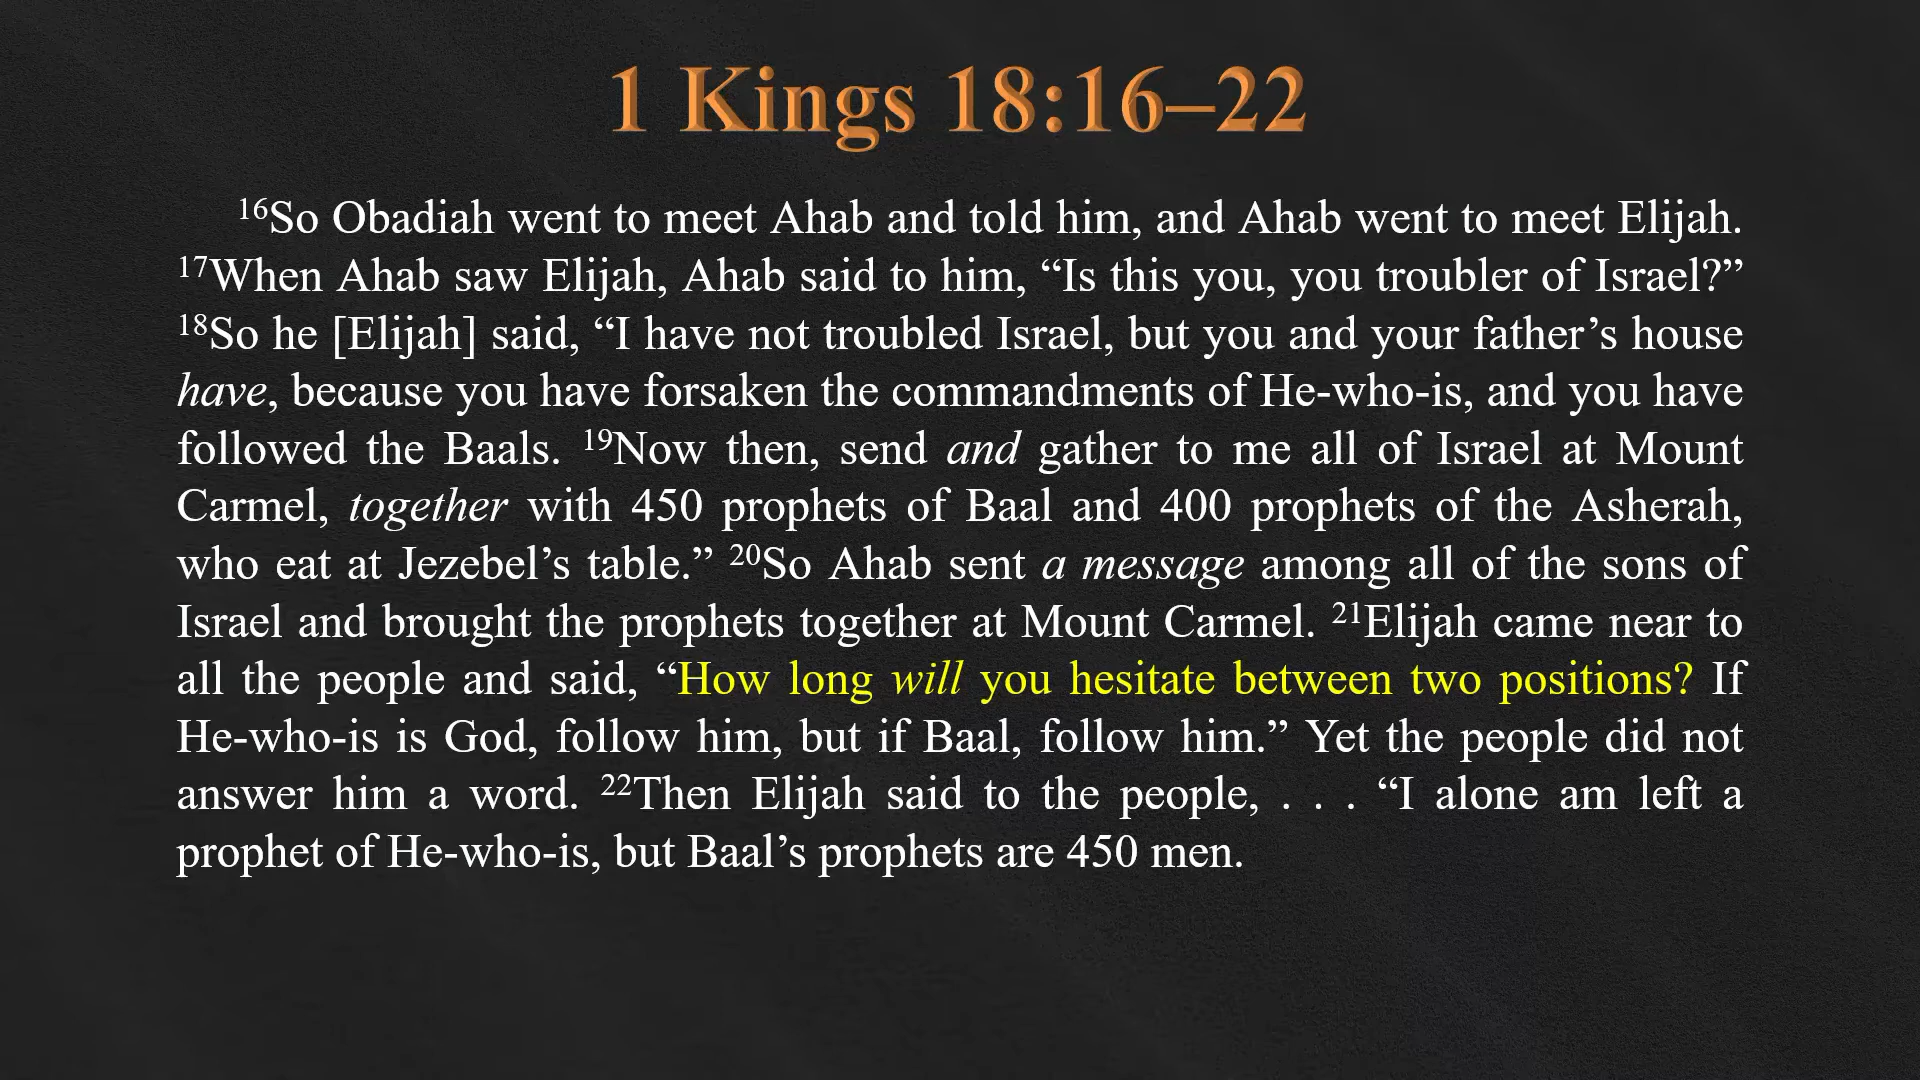 1 Kings 18:16–22
16So Obadiah went to meet Ahab and told him, and Ahab went to meet Elijah.
17When Ahab saw Elijah, Ahab said to him, “Is this you, you troubler of Israel?”
18So he [Elijah] said, “I have not troubled Israel, but you and your father’s house
have, because you have forsaken the commandments of He-who-is, and you have
followed the Baals. 19Now then, send and gather to me all of Israel at Mount
Carmel, together with 450 prophets of Baal and 400 prophets of the Asherah,
who eat at Jezebel’s table.” 20So Ahab sent a message among all of the sons of
Israel and brought the prophets together at Mount Carmel. 21Elijah came near to
all the people and said, “How long will you hesitate between two positions? If
He-who-is is God, follow him, but if Baal, follow him.” Yet the people did not
answer him a word. 22Then Elijah said to the people, . . . “I alone am left a
prophet of He-who-is, but Baal’s prophets are 450 men.